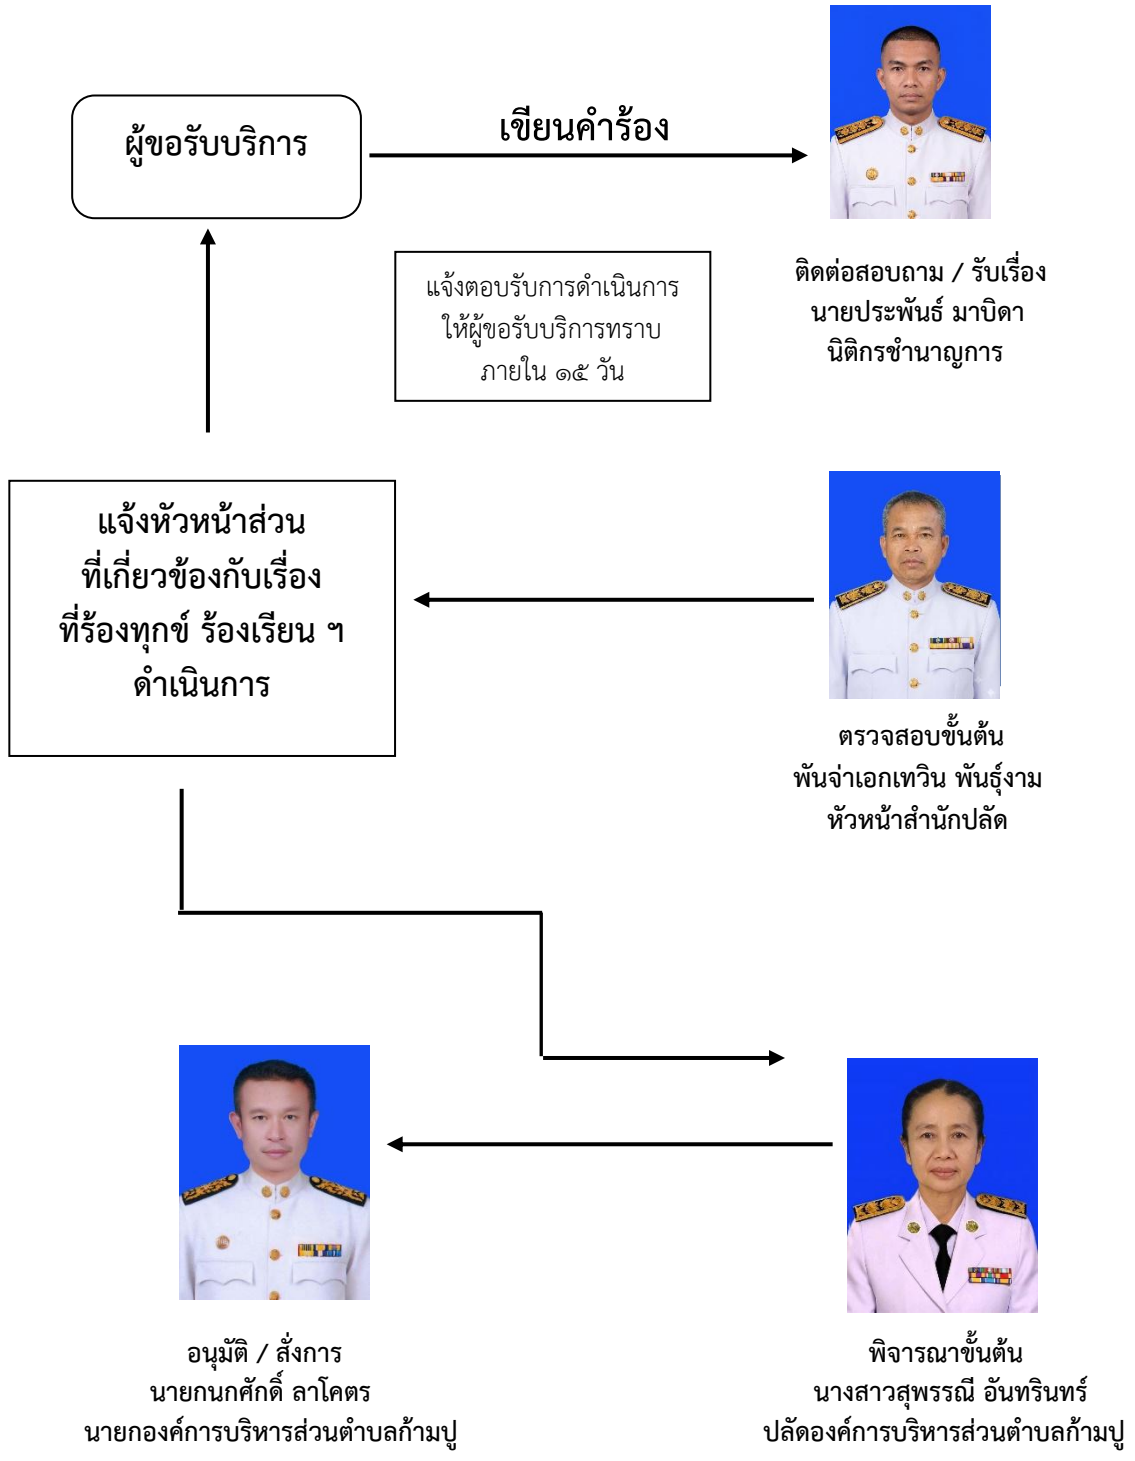 ผู้ขอรับบริการ
เขียนคำร้อง
ติดต่อสอบถาม / รับเรื่อง
นายประพันธ์ มาบิดา
นิติกรชำนาญการ
แจ้งตอบรับการดำเนินการ
ให้ผู้ขอรับบริการทราบ
ภายใน ๑๕ วัน
แจ้งหัวหน้าส่วน
ที่เกี่ยวข้องกับเรื่อง
ที่ร้องทุกข์ ร้องเรียน ฯ
ดำเนินการ
ตรวจสอบขั้นต้น
พันจ่าเอกเทวิน พันธุ์งาม
หัวหน้าสำนักปลัด
อนุมัติ / สั่งการ
นายกนกศักดิ์ ลาโคตร
นายกองค์การบริหารส่วนตำบลก้ามปู
พิจารณาขั้นต้น
นางสาวสุพรรณี อันทรินทร์
ปลัดองค์การบริหารส่วนตำบลก้ามปู